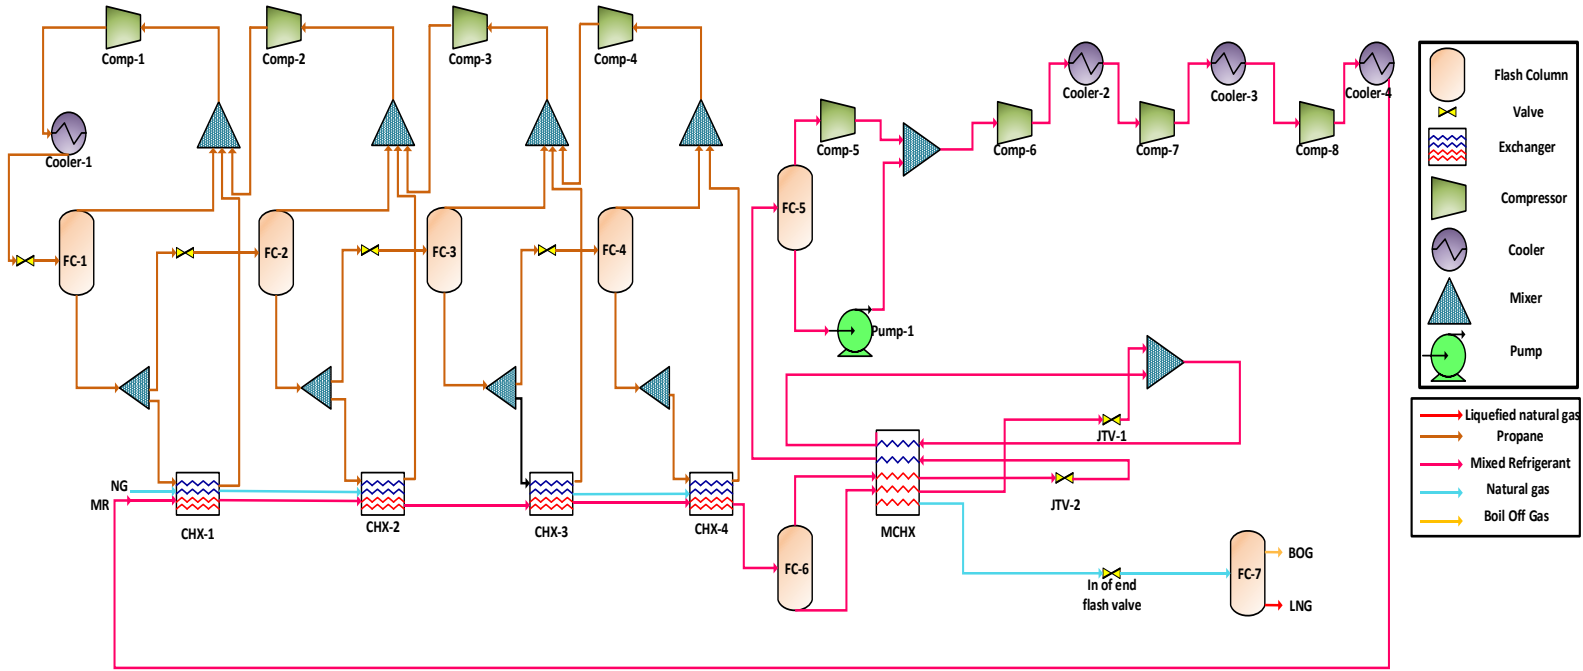 Comp-1
Comp-2
Comp-3
Comp-4
Cooler-1
FC-1
FC-2
FC-3
FC-4
NG
MR
CHX-1
CHX-2
CHX-3
CHX-4
Comp-5
FC-5
Pump-1
Comp-6
Cooler-2
Comp-7
Cooler-3
Comp-8
Cooler-4
JTV-1
JTV-2
MCHX
FC-6
In of end
flash valve
FC-7
BOG
LNG
Flash Column
Valve
Exchanger
Compressor
Cooler
Mixer
Pump
Liquefied natural gas
Propane
Mixed Refrigerant
Natural gas
Boil Off Gas